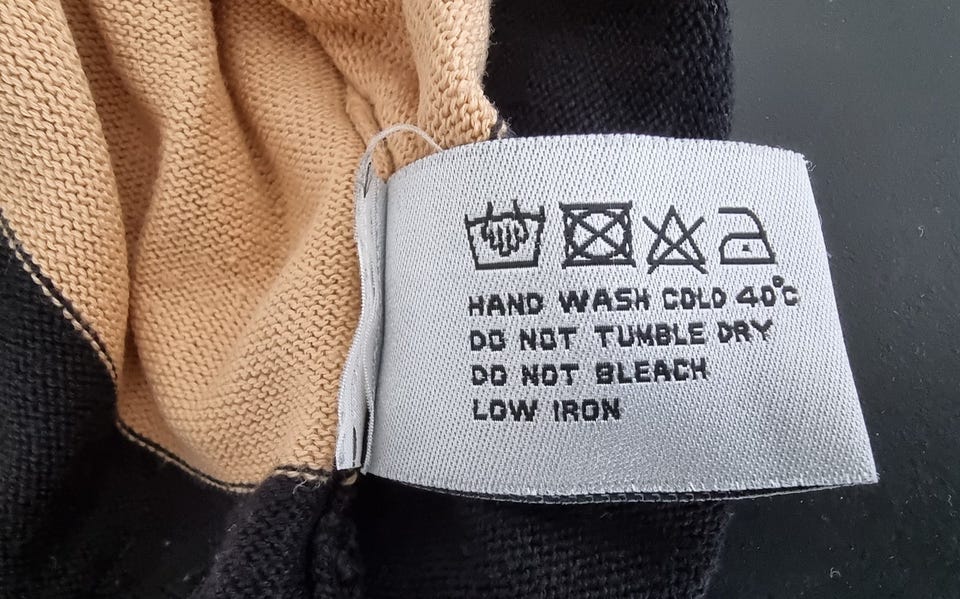 HAND WASH COLD 40°C
DO NOT TUMBLE DRY
DO NOT BLEACH
LOW IRON